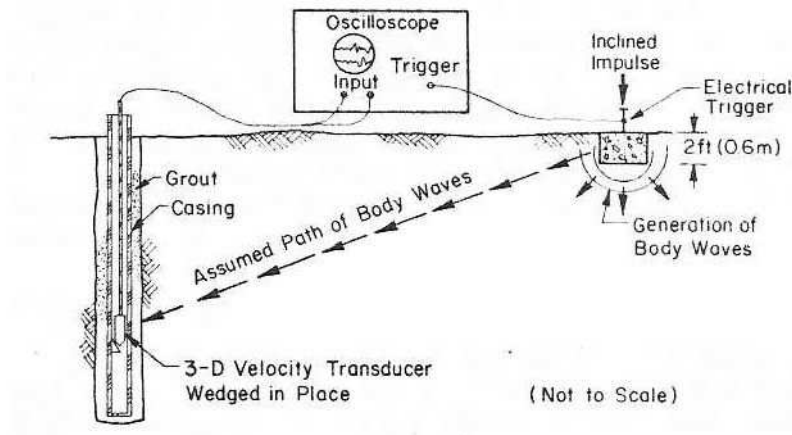 Oscilloscope
Input
Trigger
Inclined
Impulse
Electrical
Trigger
2ft (0.6m)
Grout
Casing
Assumed Path of Body Waves
Generation of
Body Waves
3-D Velocity Transducer
Wedged in Place
(Not to Scale)